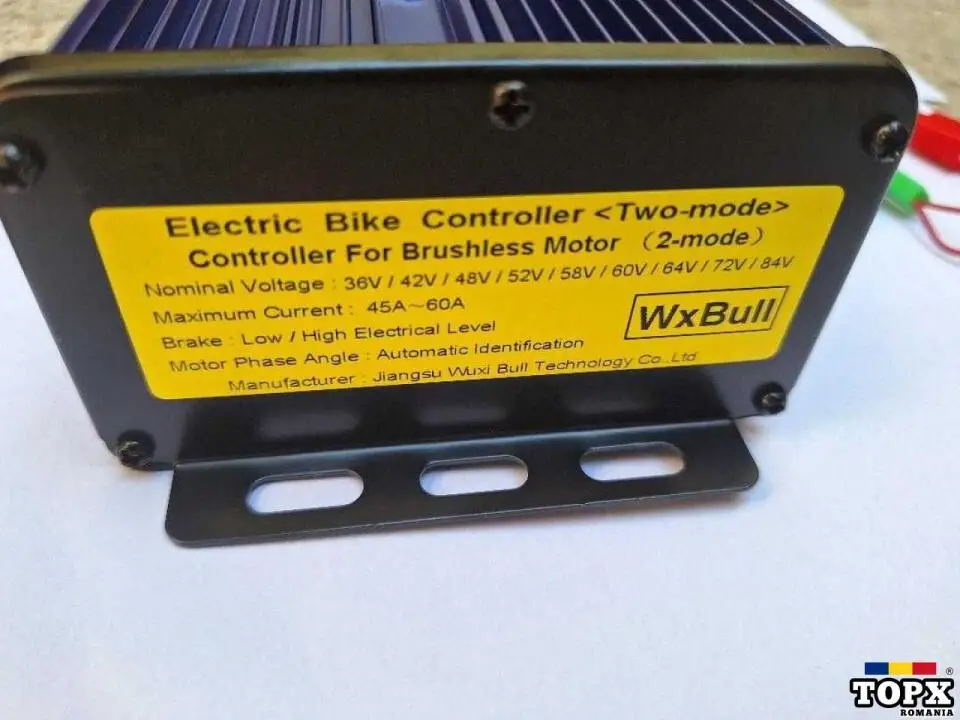 Electric Bike Controller <Two-mode>
Controller For Brushless Motor （2-mode）
Nominal Voltage : 36V / 42V / 48V / 52V / 58V / 60V / 64V / 72V / 84V
Maximum Current : 45A～60A
Brake : Low / High Electrical Level
WxBull
Motor Phase Angle : Automatic Identification
Manufacturer : Jiangsu Wuxi Bull Technology Co.,Ltd
TOPX ®
ROMANIA